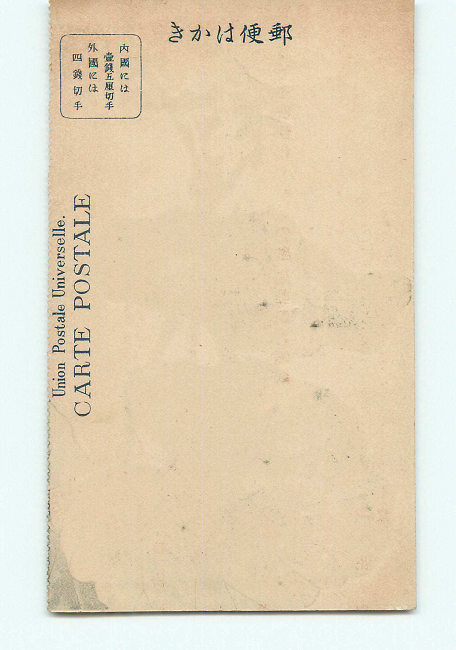 郵便はかき
内國には
壹錢五厘切手
外國には
四錢切手
Union Postale Universelle.
CARTE POSTALE